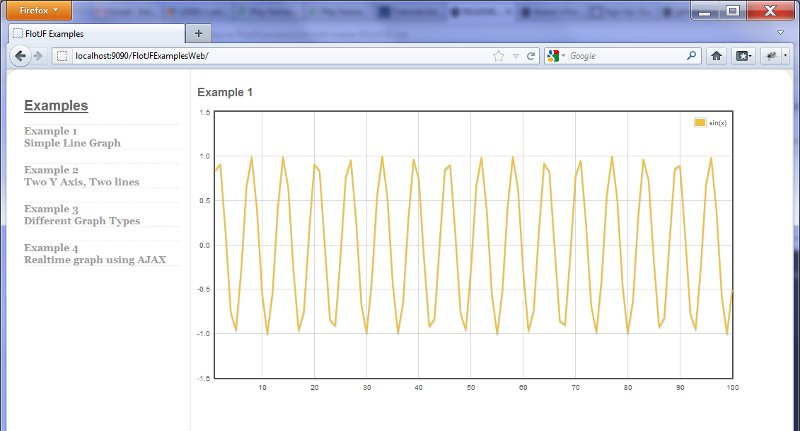 Firefox
FlotJF Examples
localhost:9090/FlotJFExamplesWeb/
Google
Examples
Example 1
Simple Line Graph
Example 2
Two Y Axis, Two lines
Example 3
Different Graph Types
Example 4
Realtime graph using AJAX
Example 1
sin(x)
1.5
1.0
0.5
0.0
-0.5
-1.0
-1.5
10 20 30 40 50 60 70 80 90 100